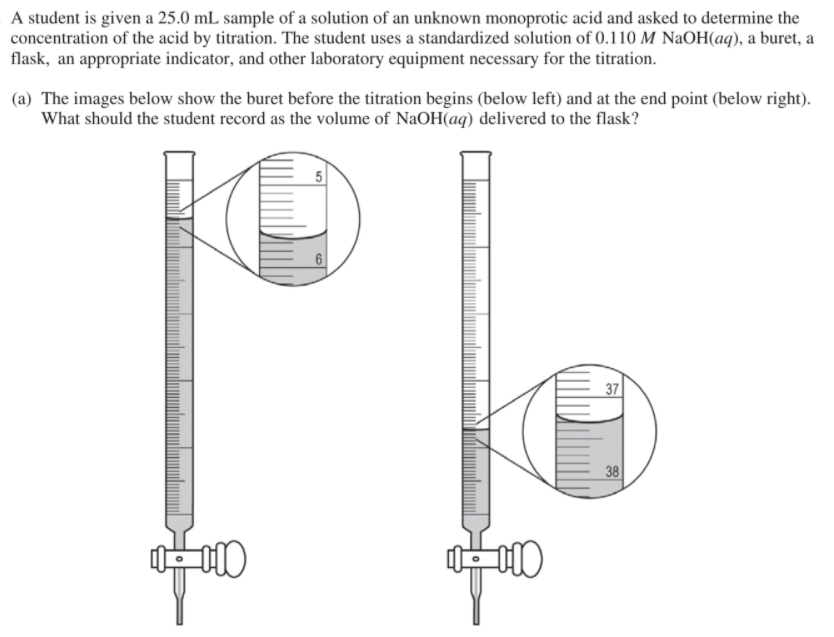 A student is given a 25.0 mL sample of a solution of an unknown monoprotic acid and asked to determine the
concentration of the acid by titration. The student uses a standardized solution of 0.110 M NaOH(aq), a buret, a
flask, an appropriate indicator, and other laboratory equipment necessary for the titration.
(a) The images below show the buret before the titration begins (below left) and at the end point (below right).
What should the student record as the volume of NaOH(aq) delivered to the flask?
5
6
37
38